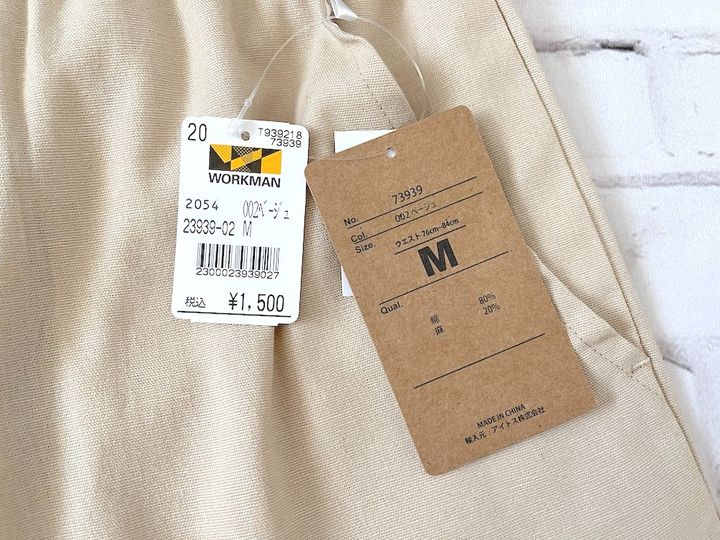 20
T939218
73939
WORKMAN
2054 002ﾍﾞｰｼﾞｭ
23939-02 M
2300023939027
税込 ¥1,500
No. 73939
Col. 002ベージュ
Size. ウエスト76cm-84cm
M
Qual.
綿 80%
麻 20%
MADE IN CHINA
輸入元 アイトス株式会社